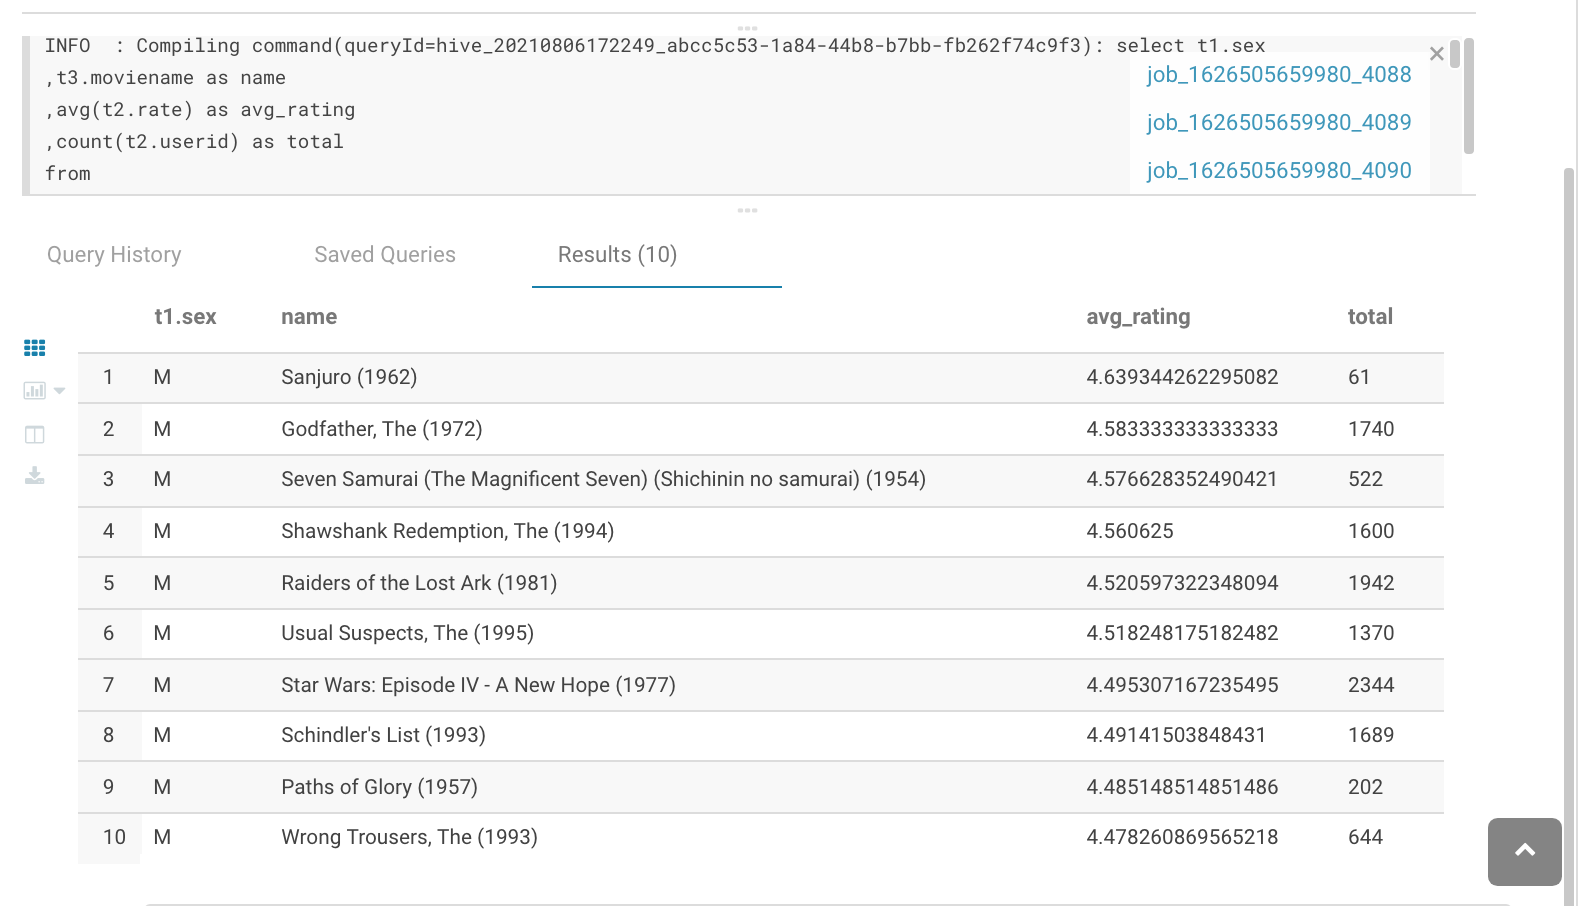 INFO  : Compiling command(queryId=hive_20210806172249_abcc5c53-1a84-44b8-b7bb-fb262f74c9f3): select t1.sex
,t3.moviename as name
,avg(t2.rate) as avg_rating
,count(t2.userid) as total
from
job_1626505659980_4088
job_1626505659980_4089
job_1626505659980_4090
Query History Saved Queries Results (10)
t1.sex name avg_rating total
1 M Sanjuro (1962) 4.639344262295082 61
2 M Godfather, The (1972) 4.583333333333333 1740
3 M Seven Samurai (The Magnificent Seven) (Shichinin no samurai) (1954) 4.576628352490421 522
4 M Shawshank Redemption, The (1994) 4.560625 1600
5 M Raiders of the Lost Ark (1981) 4.520597322348094 1942
6 M Usual Suspects, The (1995) 4.518248175182482 1370
7 M Star Wars: Episode IV - A New Hope (1977) 4.495307167235495 2344
8 M Schindler's List (1993) 4.49141503848431 1689
9 M Paths of Glory (1957) 4.485148514851486 202
10 M Wrong Trousers, The (1993) 4.478260869565218 644